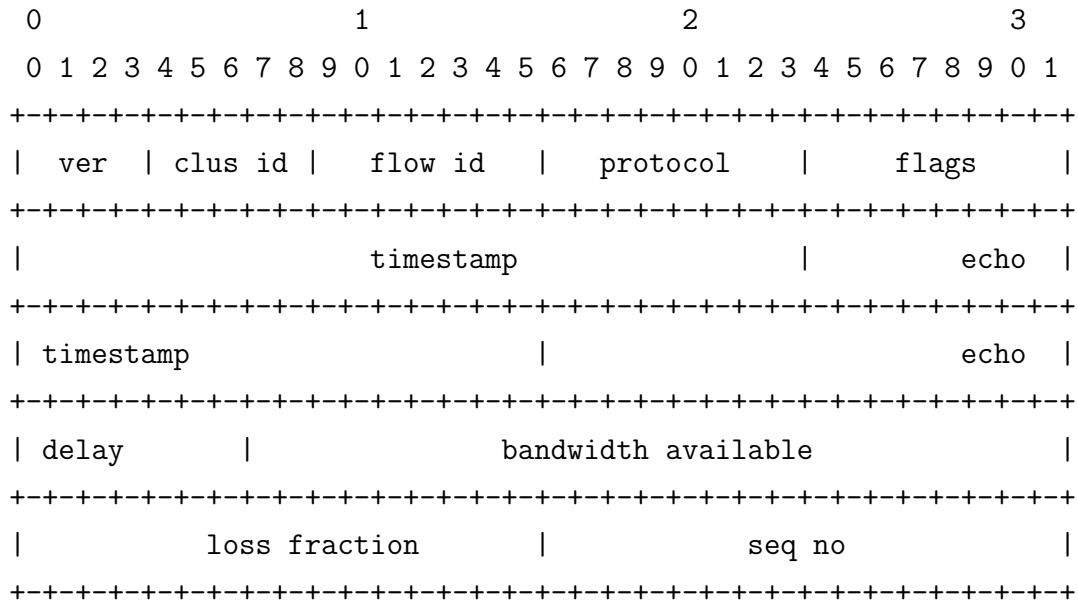 0                   1                   2                   3
 0 1 2 3 4 5 6 7 8 9 0 1 2 3 4 5 6 7 8 9 0 1 2 3 4 5 6 7 8 9 0 1
+-+-+-+-+-+-+-+-+-+-+-+-+-+-+-+-+-+-+-+-+-+-+-+-+-+-+-+-+-+-+-+-+
|  ver  | clus id |   flow id   |   protocol    |     flags     |
+-+-+-+-+-+-+-+-+-+-+-+-+-+-+-+-+-+-+-+-+-+-+-+-+-+-+-+-+-+-+-+-+
|                     timestamp                 |         echo  |
+-+-+-+-+-+-+-+-+-+-+-+-+-+-+-+-+-+-+-+-+-+-+-+-+-+-+-+-+-+-+-+-+
| timestamp                     |                         echo  |
+-+-+-+-+-+-+-+-+-+-+-+-+-+-+-+-+-+-+-+-+-+-+-+-+-+-+-+-+-+-+-+-+
| delay       |               bandwidth available               |
+-+-+-+-+-+-+-+-+-+-+-+-+-+-+-+-+-+-+-+-+-+-+-+-+-+-+-+-+-+-+-+-+
|           loss fraction       |            seq no             |
+-+-+-+-+-+-+-+-+-+-+-+-+-+-+-+-+-+-+-+-+-+-+-+-+-+-+-+-+-+-+-+-+